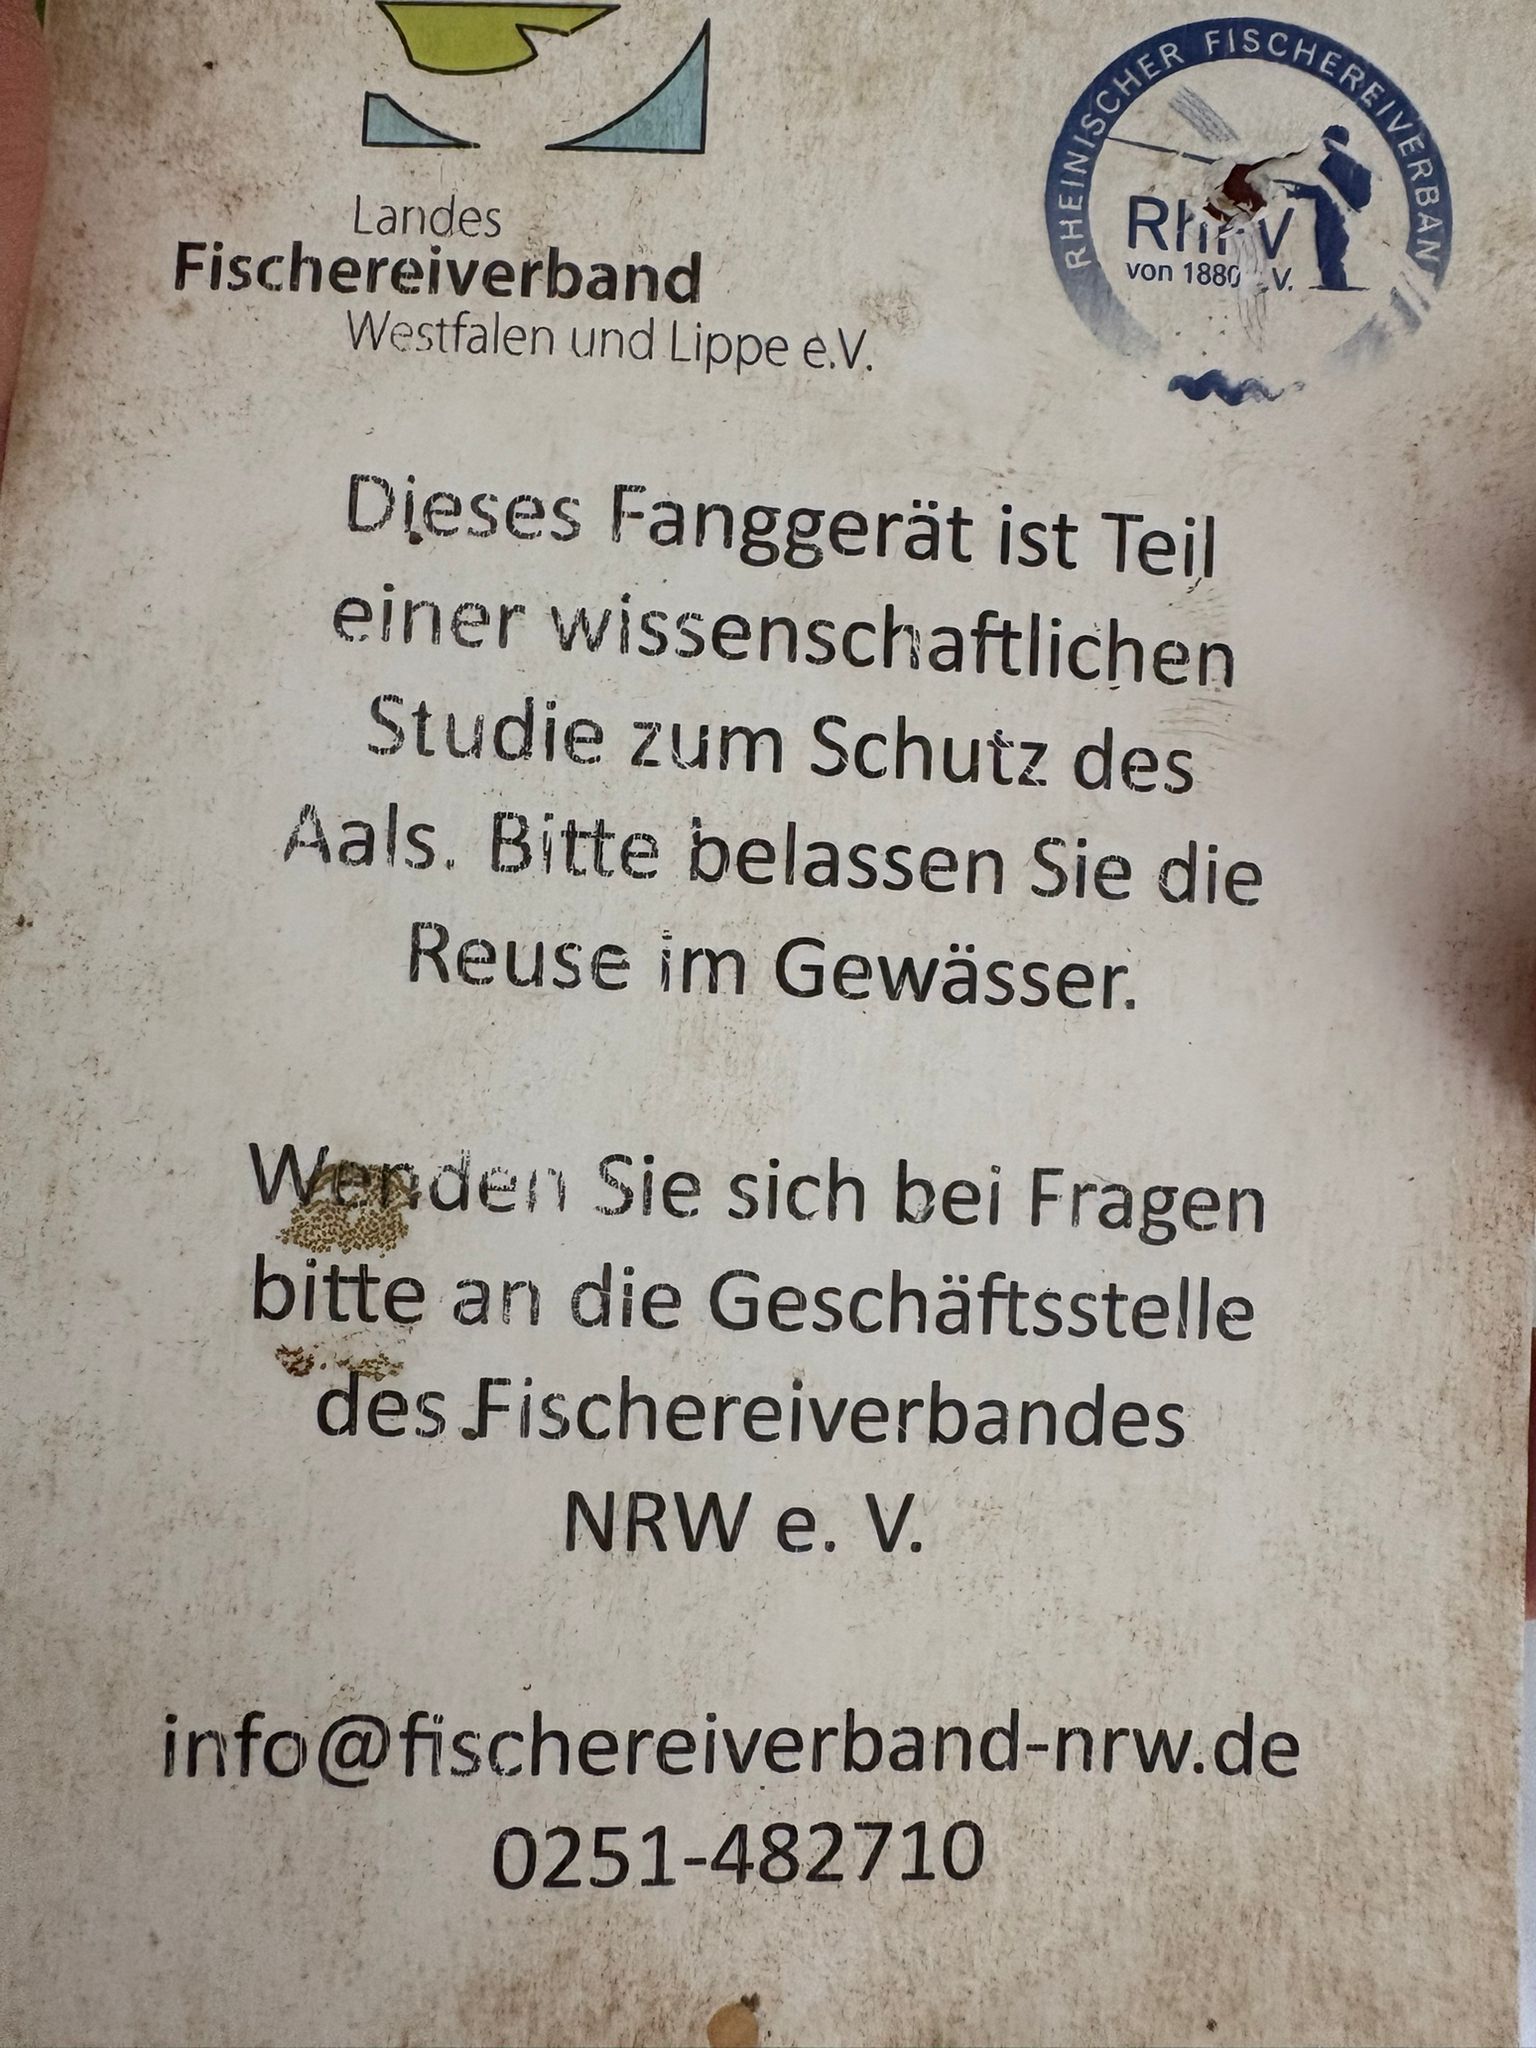 Landes
Fischereiverband
Westfalen und Lippe e.V.
RHEINISCHER FISCHEREIVERBAN
von 1880 .V.
Dieses Fanggerät ist Teil
einer wissenschaftlichen
Studie zum Schutz des
Aals. Bitte belassen Sie die
Reuse im Gewässer.
Wenden Sie sich bei Fragen
bitte an die Geschäftsstelle
des Fischereiverbandes
NRW e. V.
info@fischereiverband-nrw.de
0251-482710